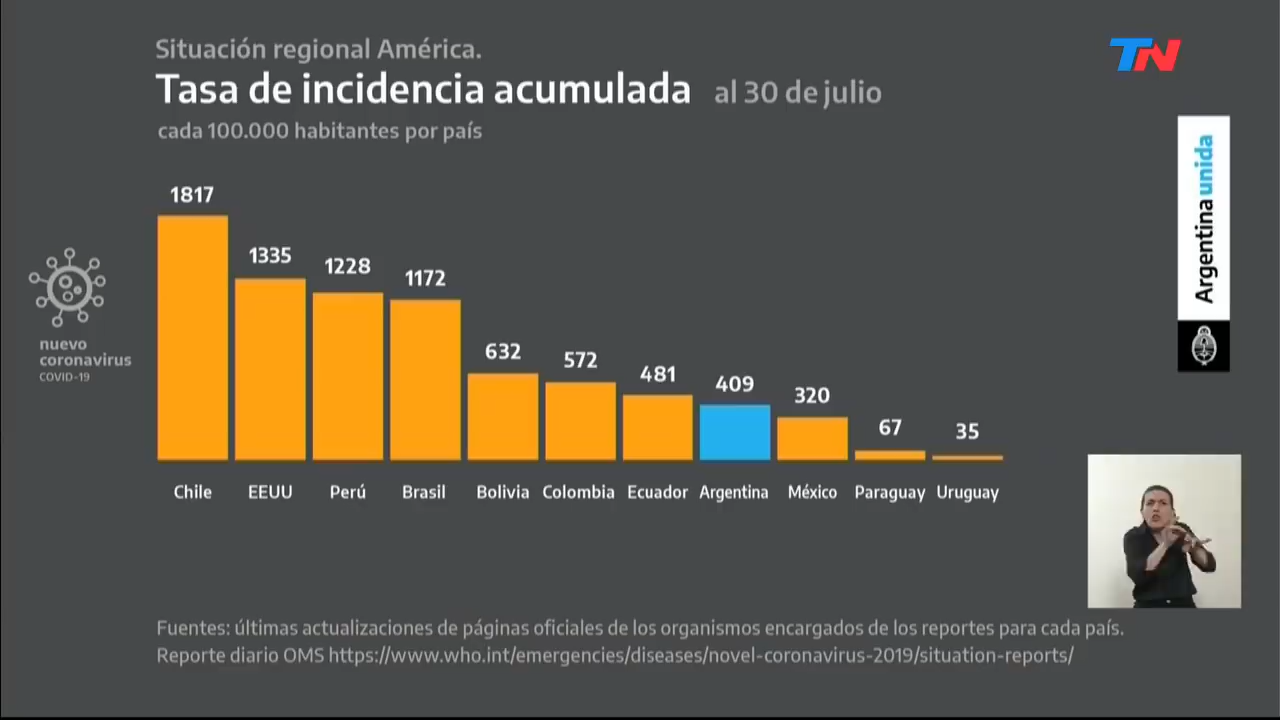 Situación regional América.
Tasa de incidencia acumulada al 30 de julio
cada 100.000 habitantes por país
TN
Argentina unida
nuevo
coronavirus
COVID-19
1817
1335
1228
1172
632
572
481
409
320
67
35
Chile EEUU Perú Brasil Bolivia Colombia Ecuador Argentina México Paraguay Uruguay
Fuentes: últimas actualizaciones de páginas oficiales de los organismos encargados de los reportes para cada país.
Reporte diario OMS https://www.who.int/emergencies/diseases/novel-coronavirus-2019/situation-reports/